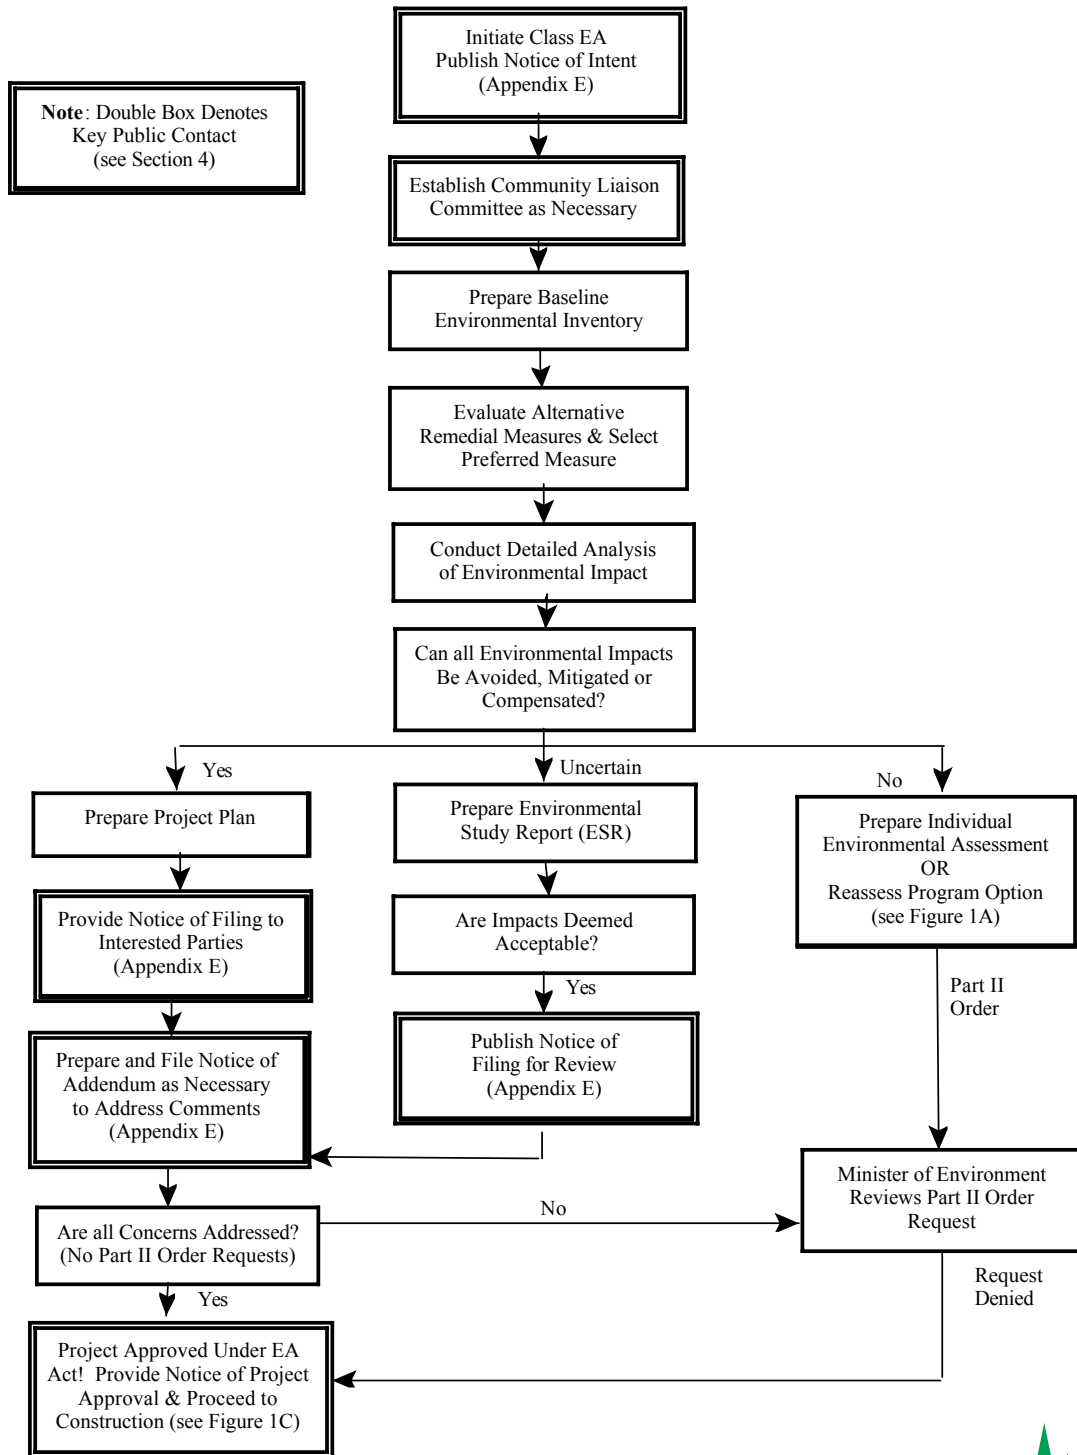 Initiate Class EA
Publish Notice of Intent
(Appendix E)
Note: Double Box Denotes
Key Public Contact
(see Section 4)
Establish Community Liaison
Committee as Necessary
Prepare Baseline
Environmental Inventory
Evaluate Alternative
Remedial Measures & Select
Preferred Measure
Conduct Detailed Analysis
of Environmental Impact
Can all Environmental Impacts
Be Avoided, Mitigated or
Compensated?
Yes
Uncertain
No
Prepare Project Plan
Prepare Environmental
Study Report (ESR)
Prepare Individual
Environmental Assessment
OR
Reassess Program Option
(see Figure 1A)
Provide Notice of Filing to
Interested Parties
(Appendix E)
Are Impacts Deemed
Acceptable?
Yes
Part II
Order
Prepare and File Notice of
Addendum as Necessary
to Address Comments
(Appendix E)
Publish Notice of
Filing for Review
(Appendix E)
Minister of Environment
Reviews Part II Order
Request
Are all Concerns Addressed?
(No Part II Order Requests)
No
Yes
Request
Denied
Project Approved Under EA
Act! Provide Notice of Project
Approval & Proceed to
Construction (see Figure 1C)